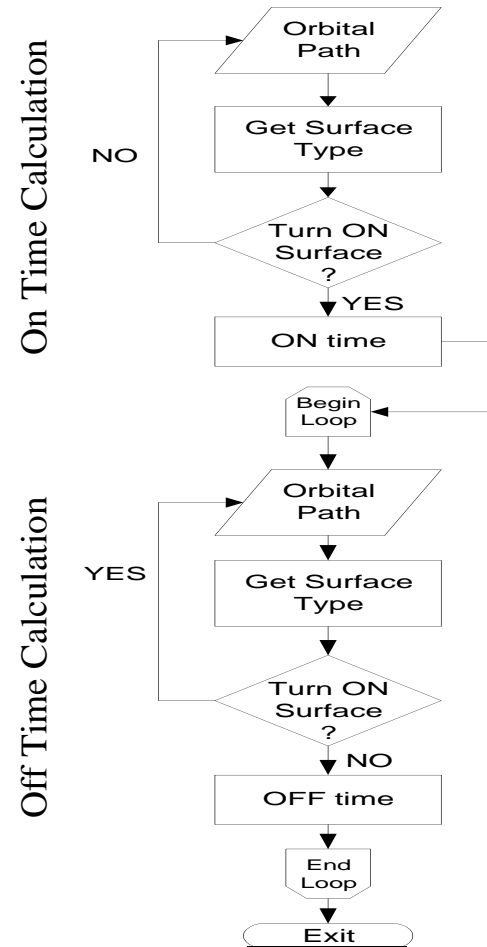 On Time Calculation
Orbital
Path
Get Surface
Type
NO
Turn ON
Surface
?
YES
ON time
Begin
Loop
Off Time Calculation
Orbital
Path
YES
Get Surface
Type
Turn ON
Surface
?
NO
OFF time
End
Loop
Exit